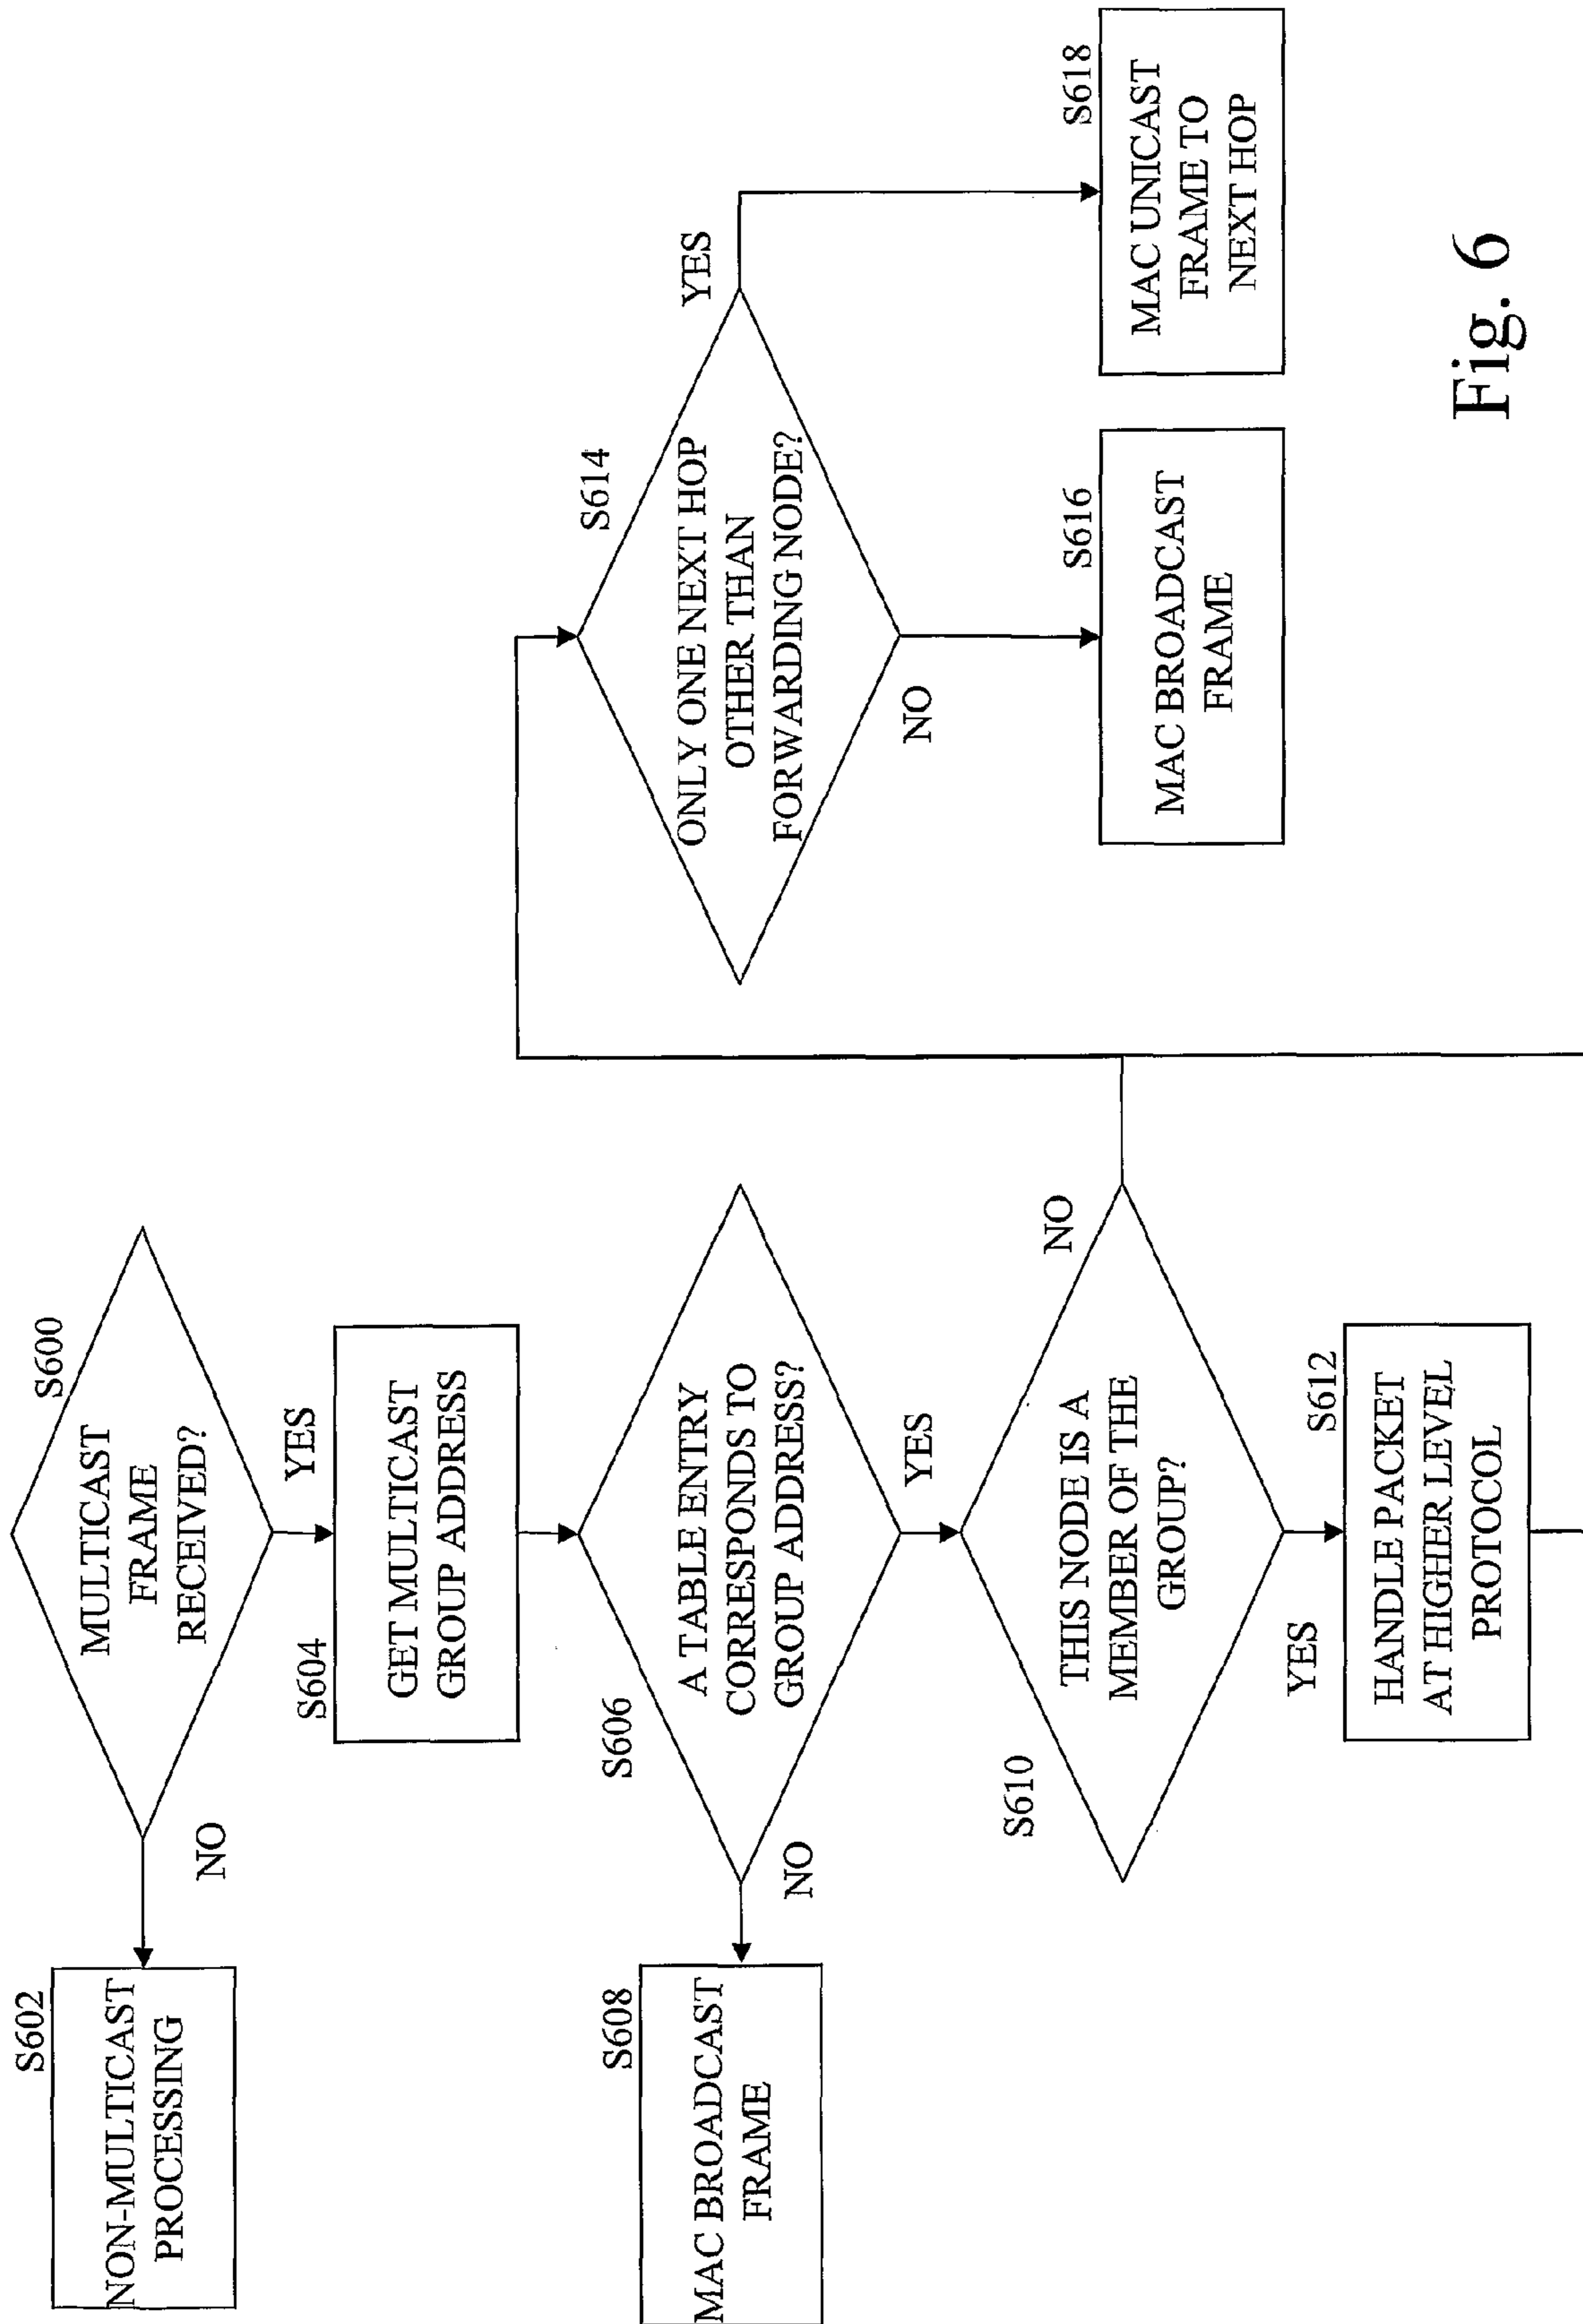 S600
MULTICAST
FRAME
RECEIVED?
NO
YES
S602
NON-MULTICAST
PROCESSING
S604
GET MULTICAST
GROUP ADDRESS
S606
A TABLE ENTRY
CORRESPONDS TO
GROUP ADDRESS?
NO
YES
S608
MAC BROADCAST
FRAME
S610
THIS NODE IS A
MEMBER OF THE
GROUP?
NO
YES
S612
HANDLE PACKET
AT HIGHER LEVEL
PROTOCOL
S614
ONLY ONE NEXT HOP
OTHER THAN
FORWARDING NODE?
YES
NO
S616
MAC BROADCAST
FRAME
S618
MAC UNICAST
FRAME TO
NEXT HOP
Fig. 6